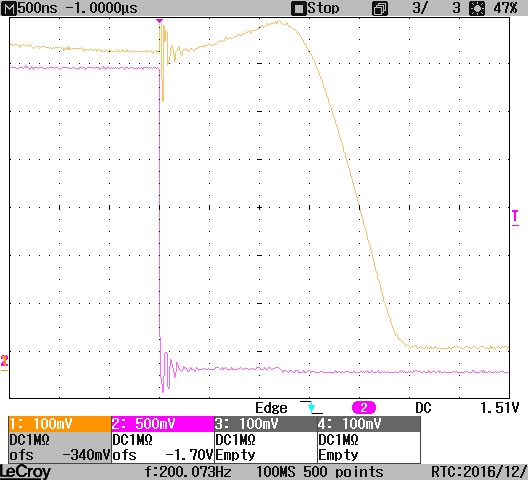 M 500ns -1.0000µs Stop 3/ 3 47%
T
2
Edge 2 DC 1.51V
1: 100mV 2: 500mV 3: 100mV 4: 100mV
DC1MΩ DC1MΩ DC1MΩ DC1MΩ
ofs -340mV ofs -1.70V Empty Empty
LeCroy f:200.073Hz 100MS 500 points RTC:2016/12/